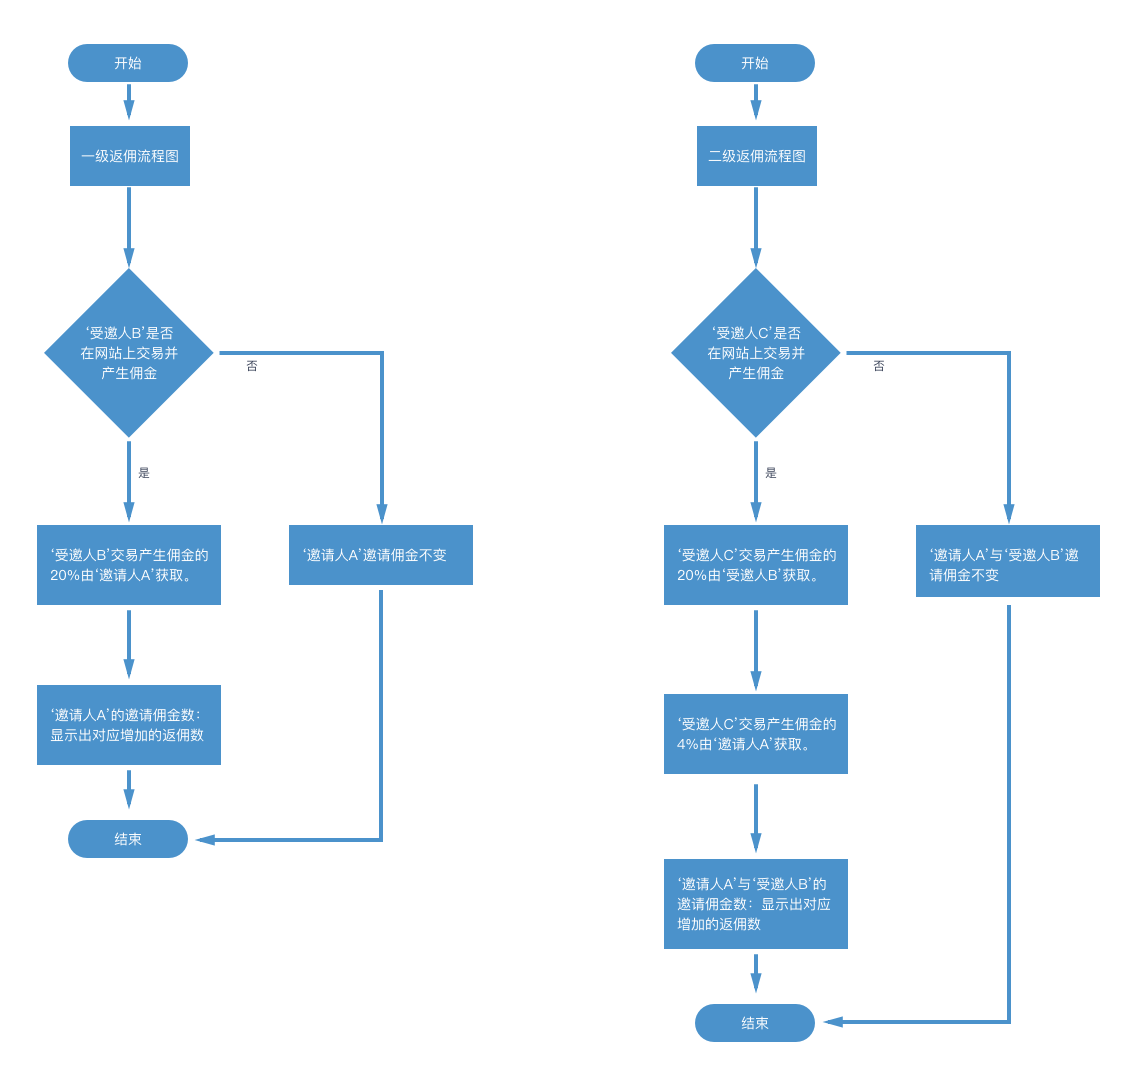 开始
一级返佣流程图
‘受邀人B’是否
在网站上交易并
产生佣金
否
是
‘受邀人B’交易产生佣金的
20%由‘邀请人A’获取。
‘邀请人A’邀请佣金不变
‘邀请人A’的邀请佣金数：
显示出对应增加的返佣数
结束
开始
二级返佣流程图
‘受邀人C’是否
在网站上交易并
产生佣金
否
是
‘受邀人C’交易产生佣金的
20%由‘受邀人B’获取。
‘邀请人A’与‘受邀人B’邀
请佣金不变
‘受邀人C’交易产生佣金的
4%由‘邀请人A’获取。
‘邀请人A’与‘受邀人B’的
邀请佣金数：显示出对应
增加的返佣数
结束